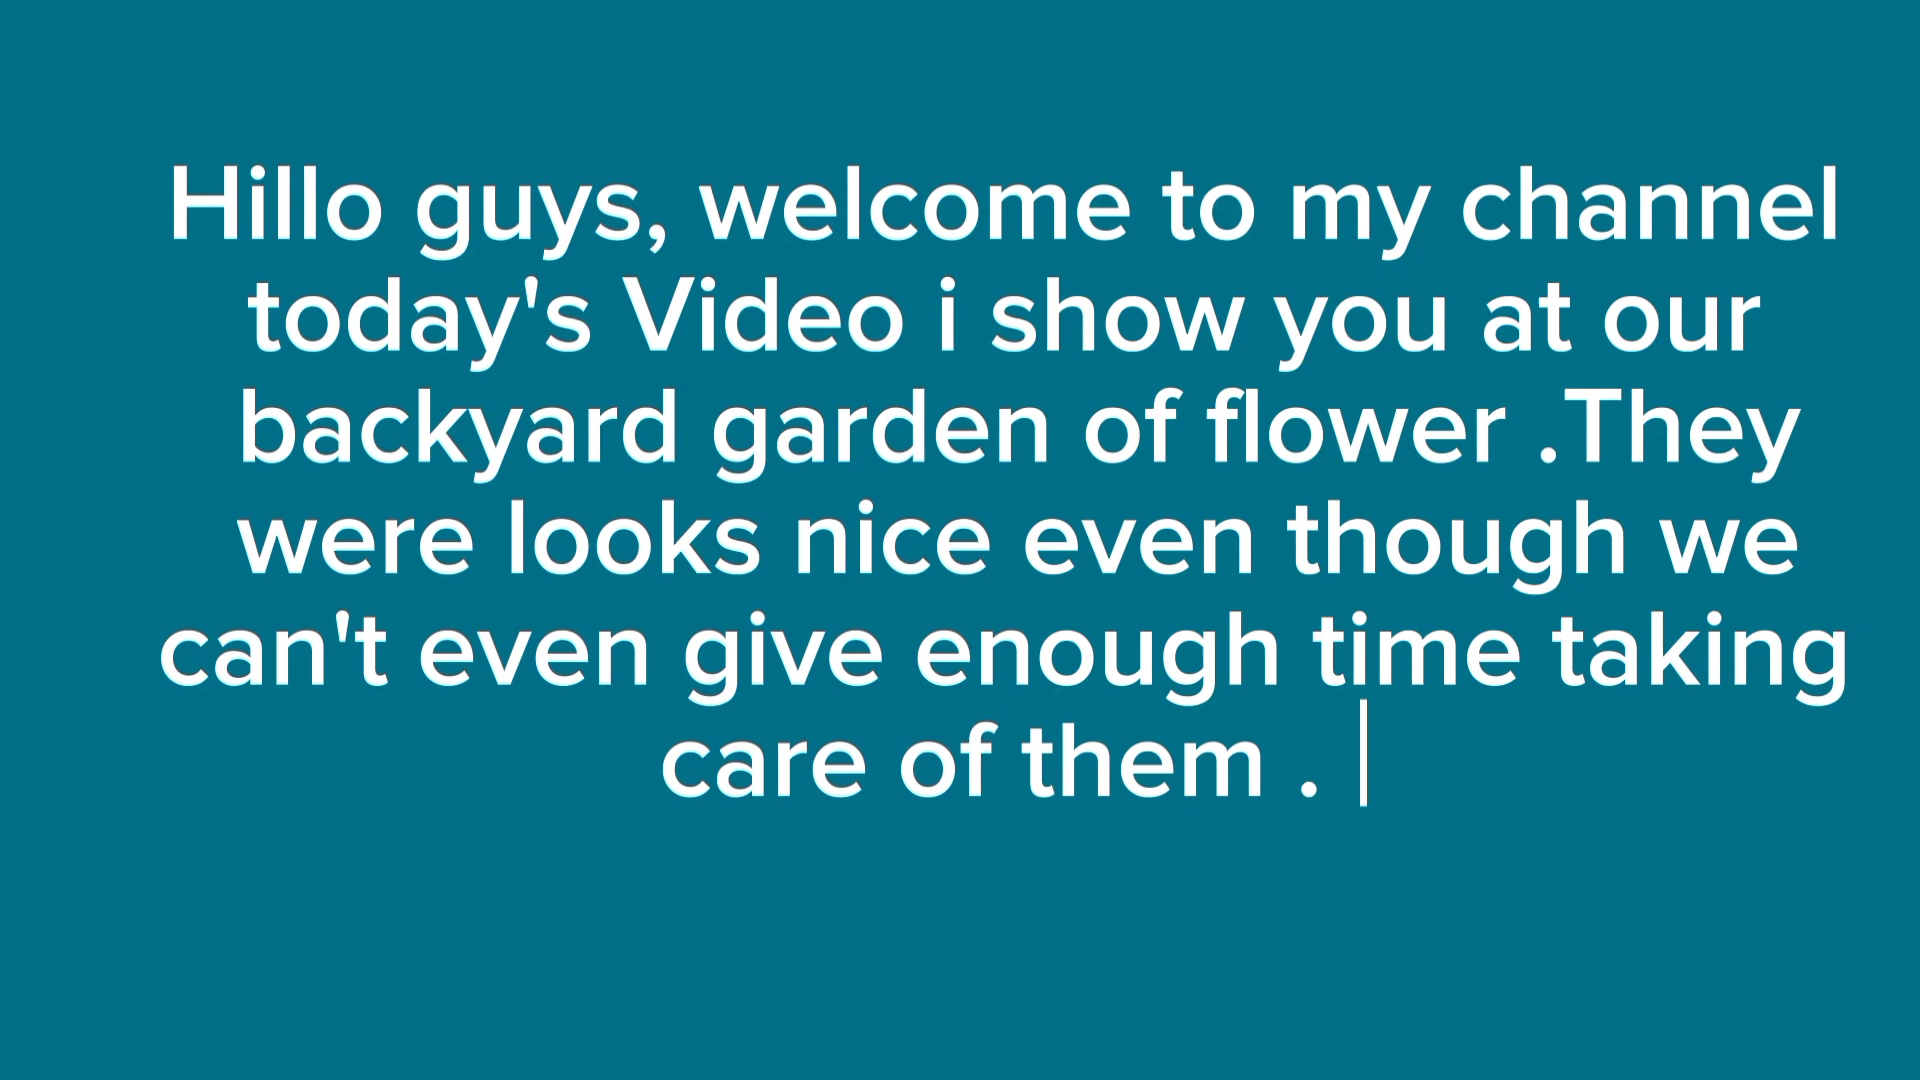 Hillo guys, welcome to my channel
today's Video i show you at our
backyard garden of flower .They
were looks nice even though we
can't even give enough time taking
care of them .